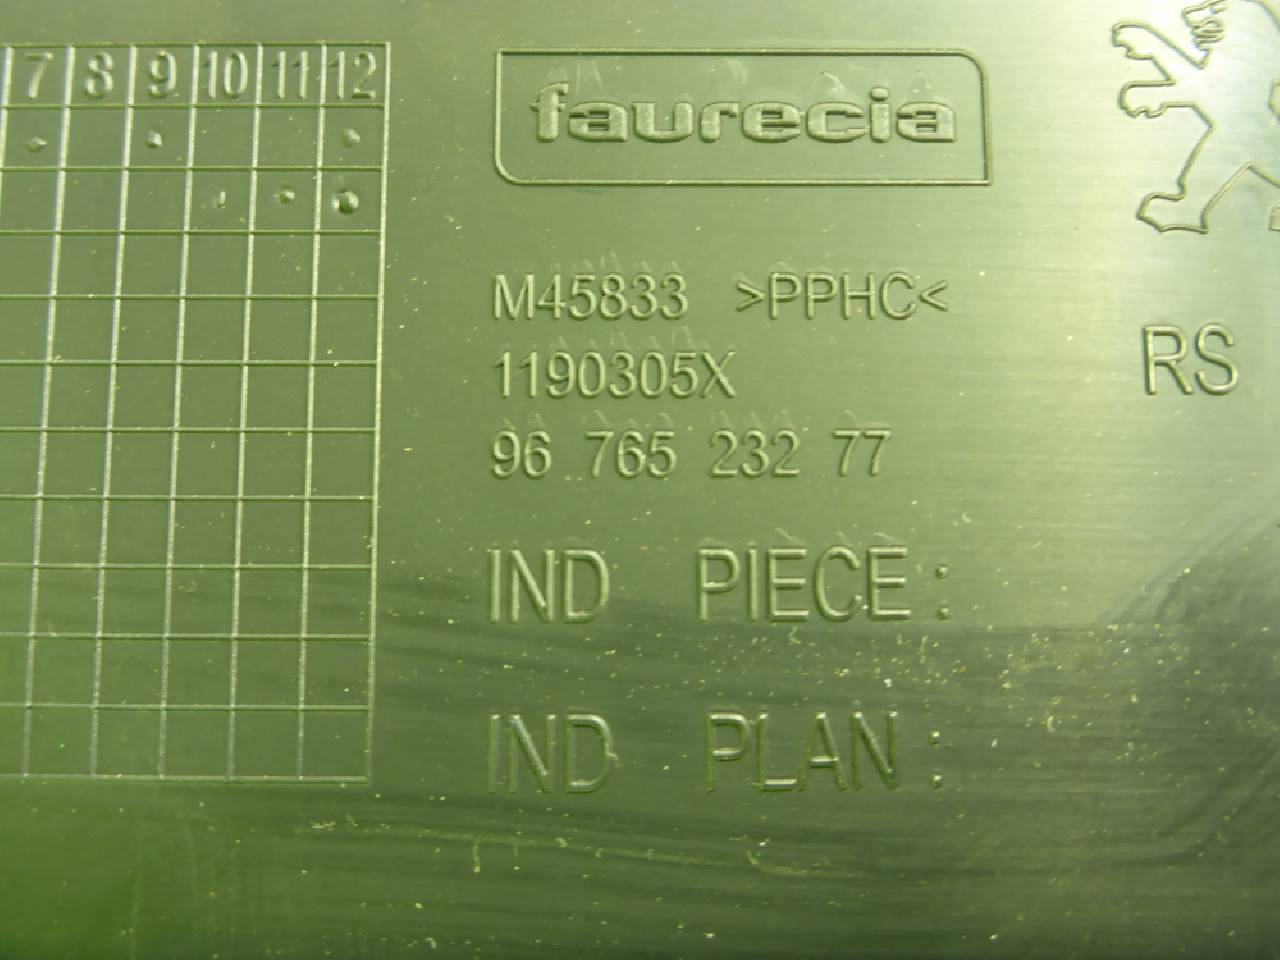 7 8 9 10 11 12
faurecia
M45833 >PPHC<
1190305X
RS
96 765 232 77
IND PIECE :
IND PLAN :